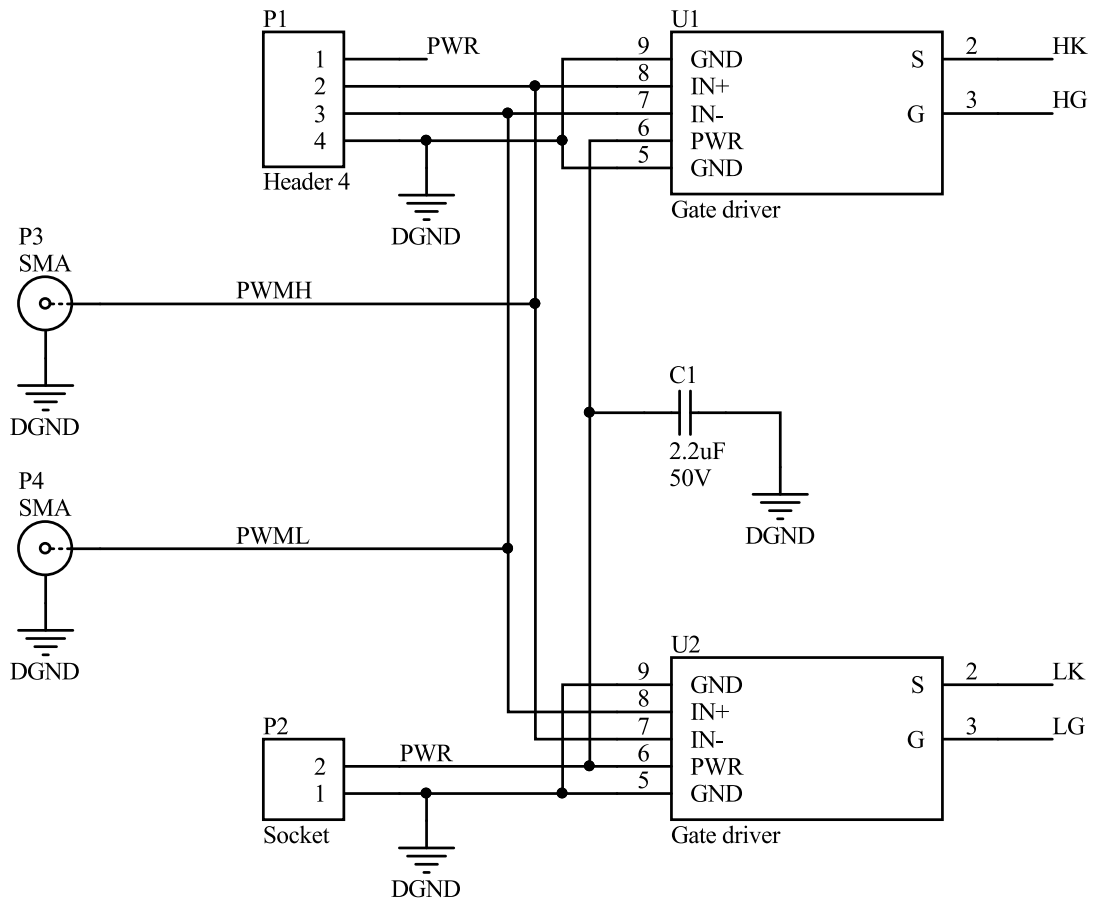 P1
1
2
3
4
Header 4
PWR
U1
9
8
7
6
5
GND
IN+
IN-
PWR
GND
S
G
2
3
HK
HG
Gate driver
DGND
P3
SMA
PWMH
DGND
C1
2.2uF
50V
DGND
P4
SMA
PWML
DGND
U2
9
8
7
6
5
GND
IN+
IN-
PWR
GND
S
G
2
3
LK
LG
Gate driver
P2
2
1
Socket
PWR
DGND